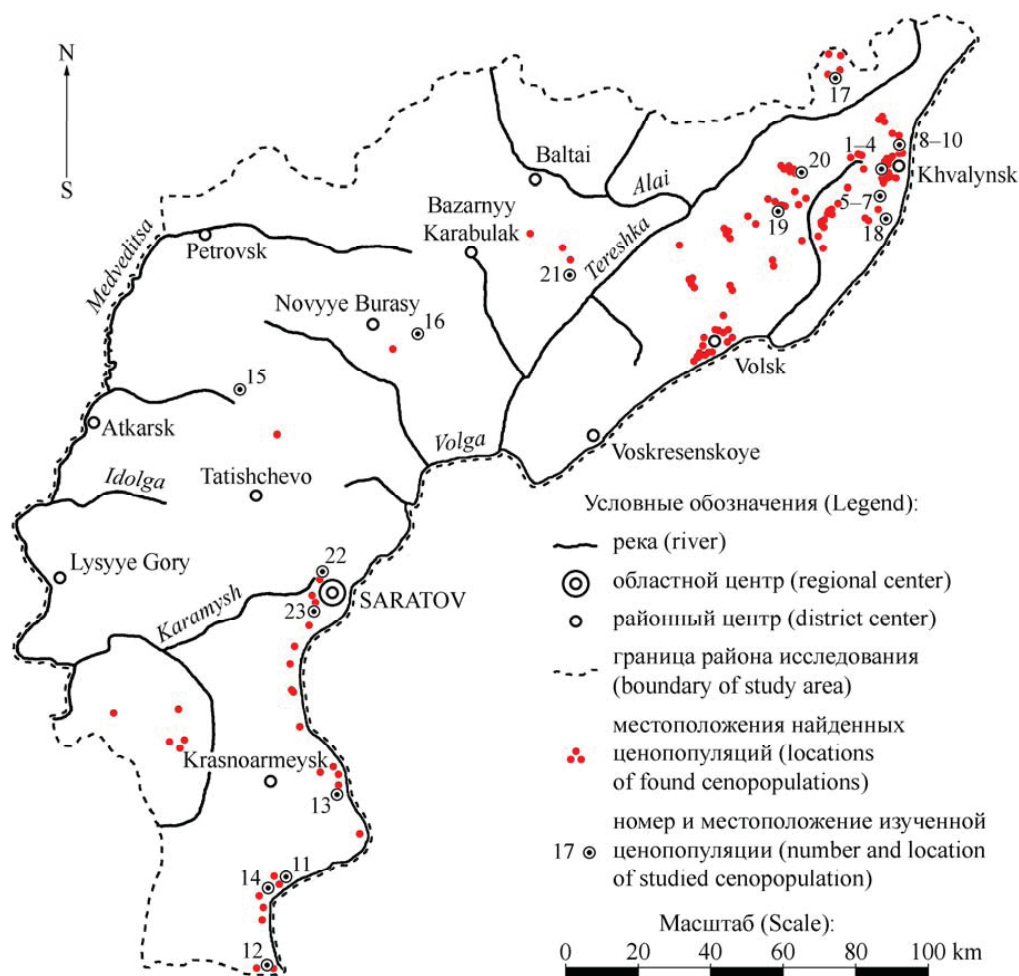 N
S
17
8–10
1–4
Khvalynsk
20
Baltai
Alai
5–7
18
19
Bazarnyy
Karabulak
Tereshka
Medveditsa
Petrovsk
21
Novyye Burasy
16
Volsk
15
Atkarsk
Volga
Voskresenskoye
Idolga
Tatishchevo
Lysyye Gory
22
Karamysh
SARATOV
23
Krasnoarmeysk
13
11
14
12
Условные обозначения (Legend):
река (river)
областной центр (regional center)
районный центр (district center)
граница района исследования
(boundary of study area)
местоположения найденных
ценопопуляций (locations
of found cenopopulations)
номер и местоположение изученной
17 ценопопуляции (number and location
of studied cenopopulation)
Масштаб (Scale):
0 20 40 60 80 100 km